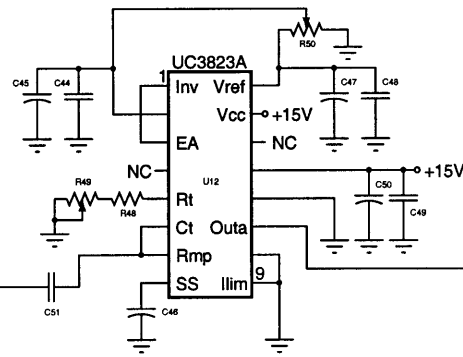 R50
UC3823A
C45
C44
1
Inv
Vref
C47
C48
Vcc
+15V
EA
NC
NC
U12
C50
+15V
R49
R48
Rt
C49
Ct
Outa
Rmp
9
SS
Ilim
C51
C46